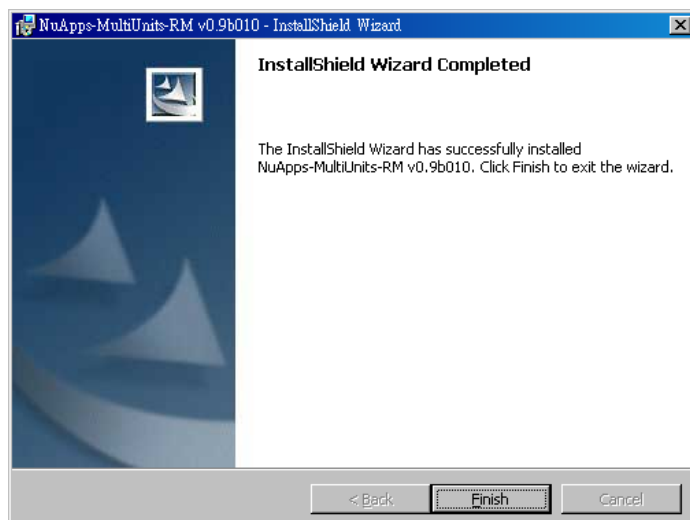 NuApps-MultiUnits-RM v0.9b010 - InstallShield Wizard
InstallShield Wizard Completed
The InstallShield Wizard has successfully installed
NuApps-MultiUnits-RM v0.9b010. Click Finish to exit the wizard.
< Back
Finish
Cancel